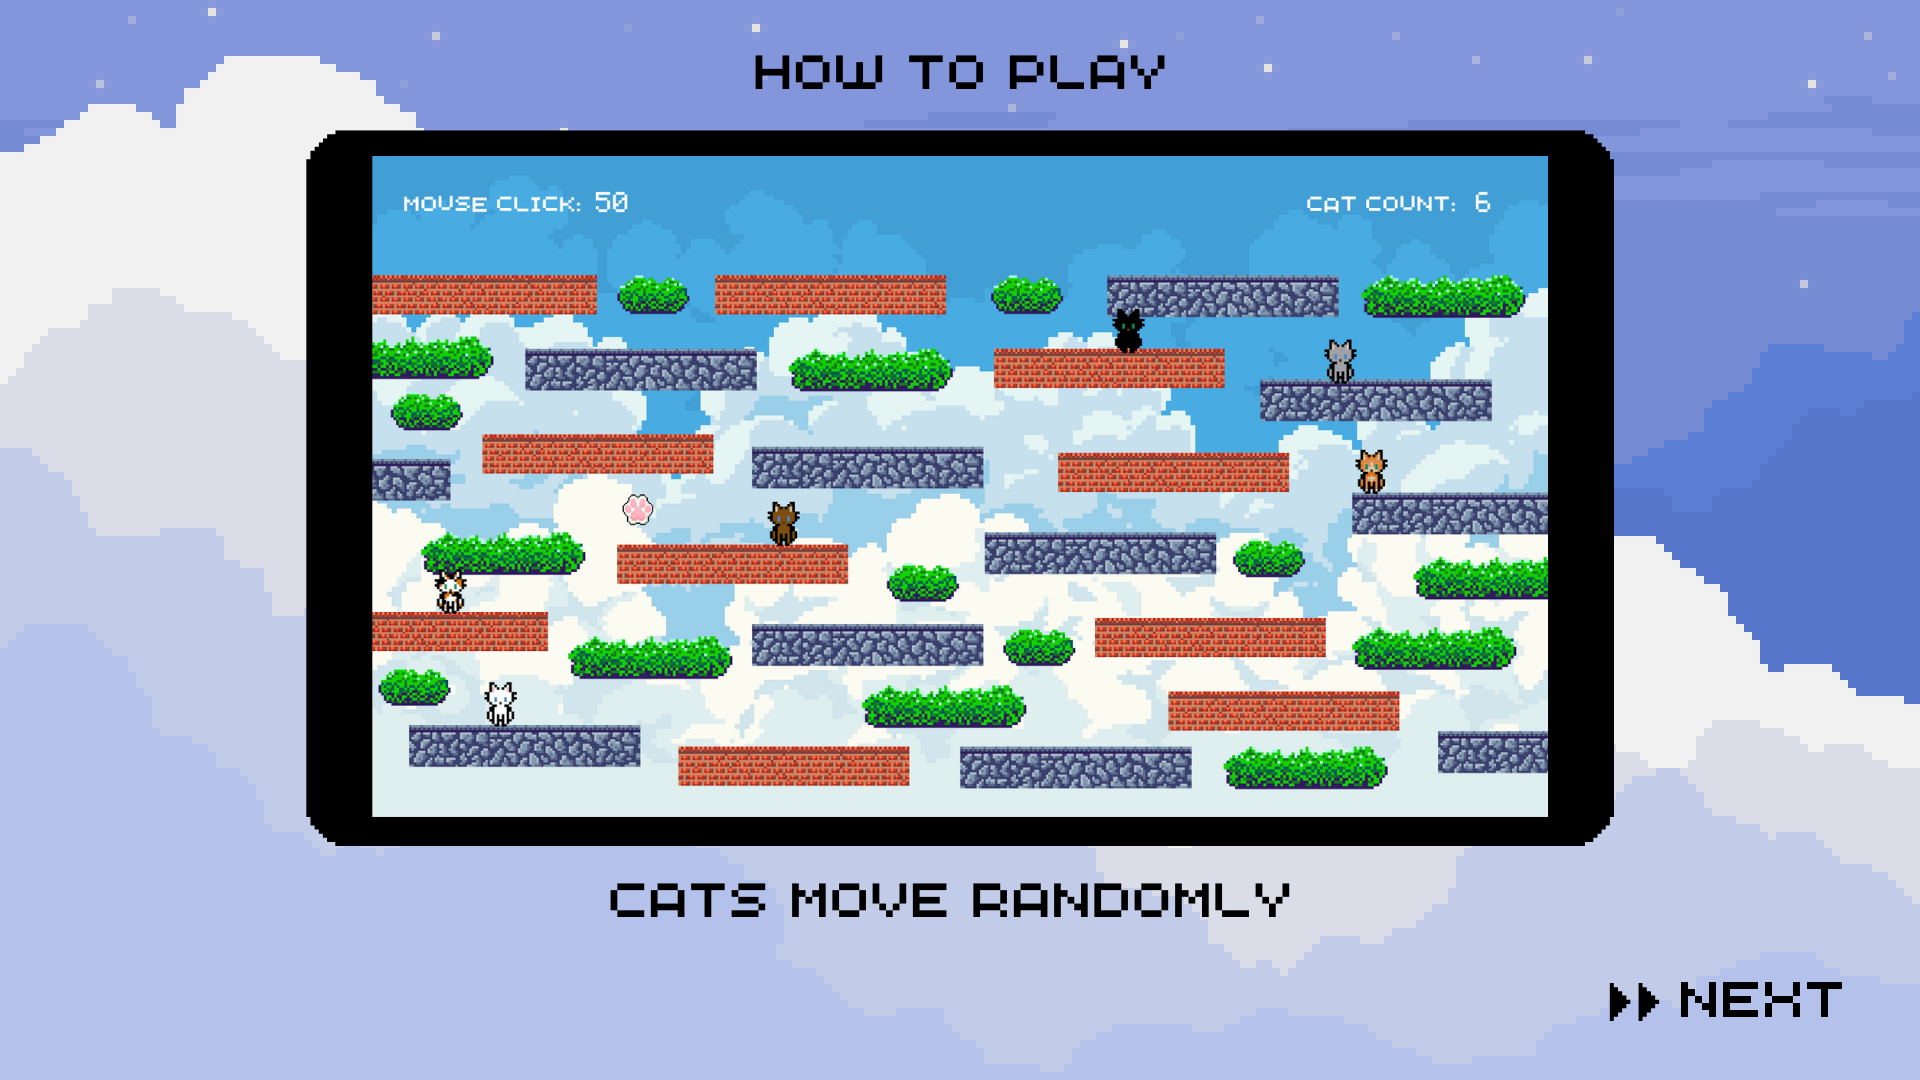 HOW TO PLAY
MOUSE CLICK: 50
CAT COUNT: 6
CATS MOVE RANDOMLY
NEXT